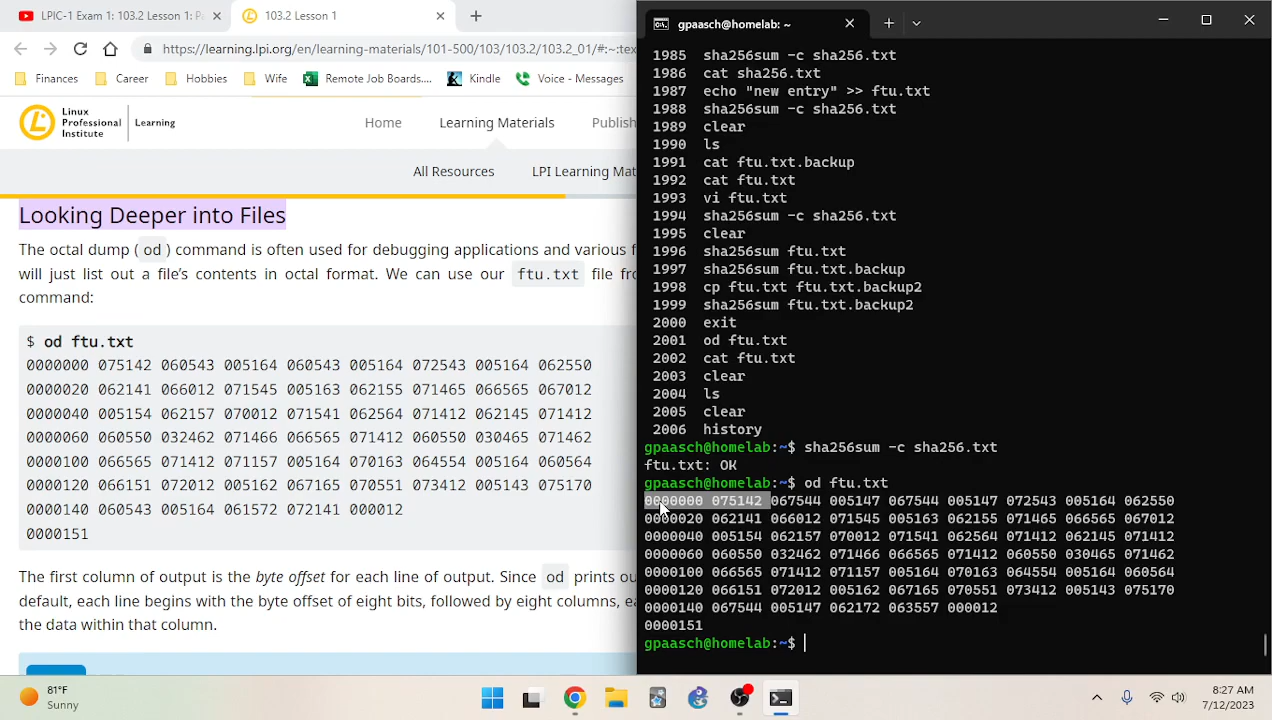 LPIC-1 Exam | 103.2 Lesson 1: Pa
103.2 Lesson 1
https://learning.lpi.org/en/learning-materials/101-500/103/103.2/103.2_01/#:~:tex
Finances
Career
Hobbies
Wife
Remote Job Boards....
Kindle
Voice - Messages
Linux
Professional
Institute
Learning
Home
Learning Materials
Publish
All Resources
LPI Learning Mat
Looking Deeper into Files
The octal dump ( od ) command is often used for debugging applications and various f
will just list out a file's contents in octal format. We can use our ftu.txt file fro
command:
$ od ftu.txt
0000000 075142 060543 005164 060543 005164 072543 005164 062550
0000020 062141 066012 071545 005163 062155 071465 066565 067012
0000040 005154 062157 070012 071541 062564 071412 062145 071412
0000060 060550 032462 071466 066565 071412 060550 030465 071462
0000100 066565 071412 071157 005164 070163 064554 005164 060564
0000120 066151 072012 005162 067165 070551 073412 005143 075170
0000140 060543 005164 061572 072141 000012
0000151
The first column of output is the byte offset for each line of output. Since od prints ou
default, each line begins with the byte offset of eight bits, followed by eight columns, ea
the data within that column.
gpaasch@homelab: ~
1985 sha256sum -c sha256.txt
1986 cat sha256.txt
1987 echo "new entry" >> ftu.txt
1988 sha256sum -c sha256.txt
1989 clear
1990 ls
1991 cat ftu.txt.backup
1992 cat ftu.txt
1993 vi ftu.txt
1994 sha256sum -c sha256.txt
1995 clear
1996 sha256sum ftu.txt
1997 sha256sum ftu.txt.backup
1998 cp ftu.txt ftu.txt.backup2
1999 sha256sum ftu.txt.backup2
2000 exit
2001 od ftu.txt
2002 cat ftu.txt
2003 clear
2004 ls
2005 clear
2006 history
gpaasch@homelab:~$ sha256sum -c sha256.txt
ftu.txt: OK
gpaasch@homelab:~$ od ftu.txt
0000000 075142 067544 005147 067544 005147 072543 005164 062550
0000020 062141 066012 071545 005163 062155 071465 066565 067012
0000040 005154 062157 070012 071541 062564 071412 062145 071412
0000060 060550 032462 071466 066565 071412 060550 030465 071462
0000100 066565 071412 071157 005164 070163 064554 005164 060564
0000120 066151 072012 005162 067165 070551 073412 005143 075170
0000140 067544 005147 062172 063557 000012
0000151
gpaasch@homelab:~$
81°F
Sunny
8:27 AM
7/12/2023